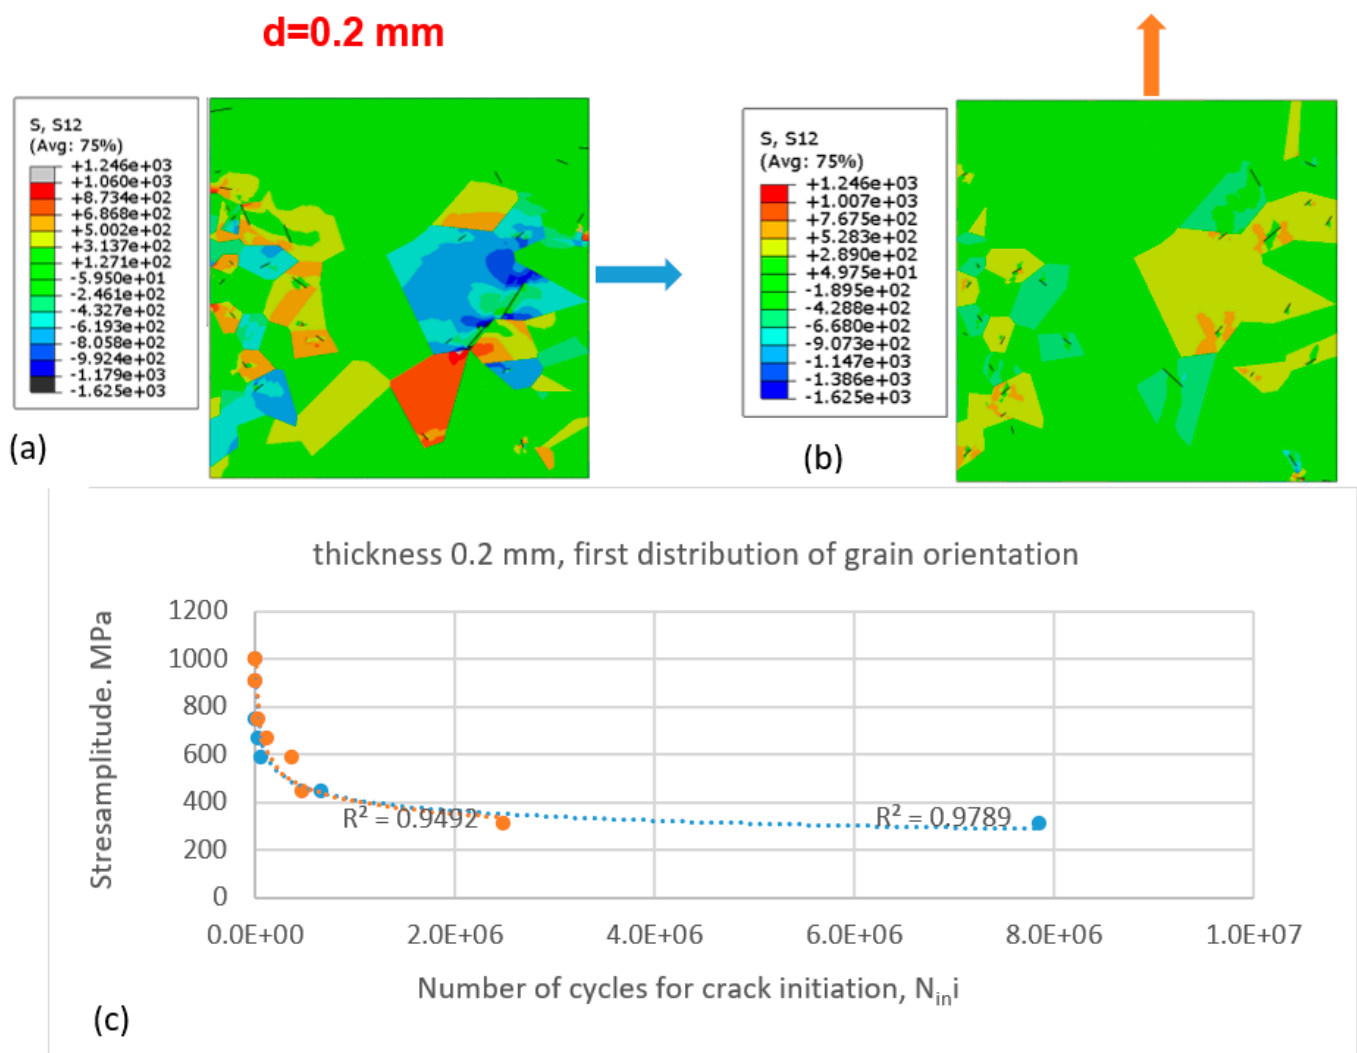 d=0.2 mm
S, S12
(Avg: 75%)
+1.246e+03
+1.060e+03
+8.734e+02
+6.868e+02
+5.002e+02
+3.137e+02
+1.271e+02
-5.950e+01
-2.461e+02
-4.327e+02
-6.193e+02
-8.058e+02
-9.924e+02
-1.179e+03
-1.625e+03
(a)
S, S12
(Avg: 75%)
+1.246e+03
+1.007e+03
+7.675e+02
+5.283e+02
+2.890e+02
+4.975e+01
-1.895e+02
-4.288e+02
-6.680e+02
-9.073e+02
-1.147e+03
-1.386e+03
-1.625e+03
(b)
thickness 0.2 mm, first distribution of grain orientation
Stresamplitude. MPa
1200
1000
800
600
400
200
0
R² = 0.9492
R² = 0.9789
0.0E+00
2.0E+06
4.0E+06
6.0E+06
8.0E+06
1.0E+07
Number of cycles for crack initiation, Nini
(c)